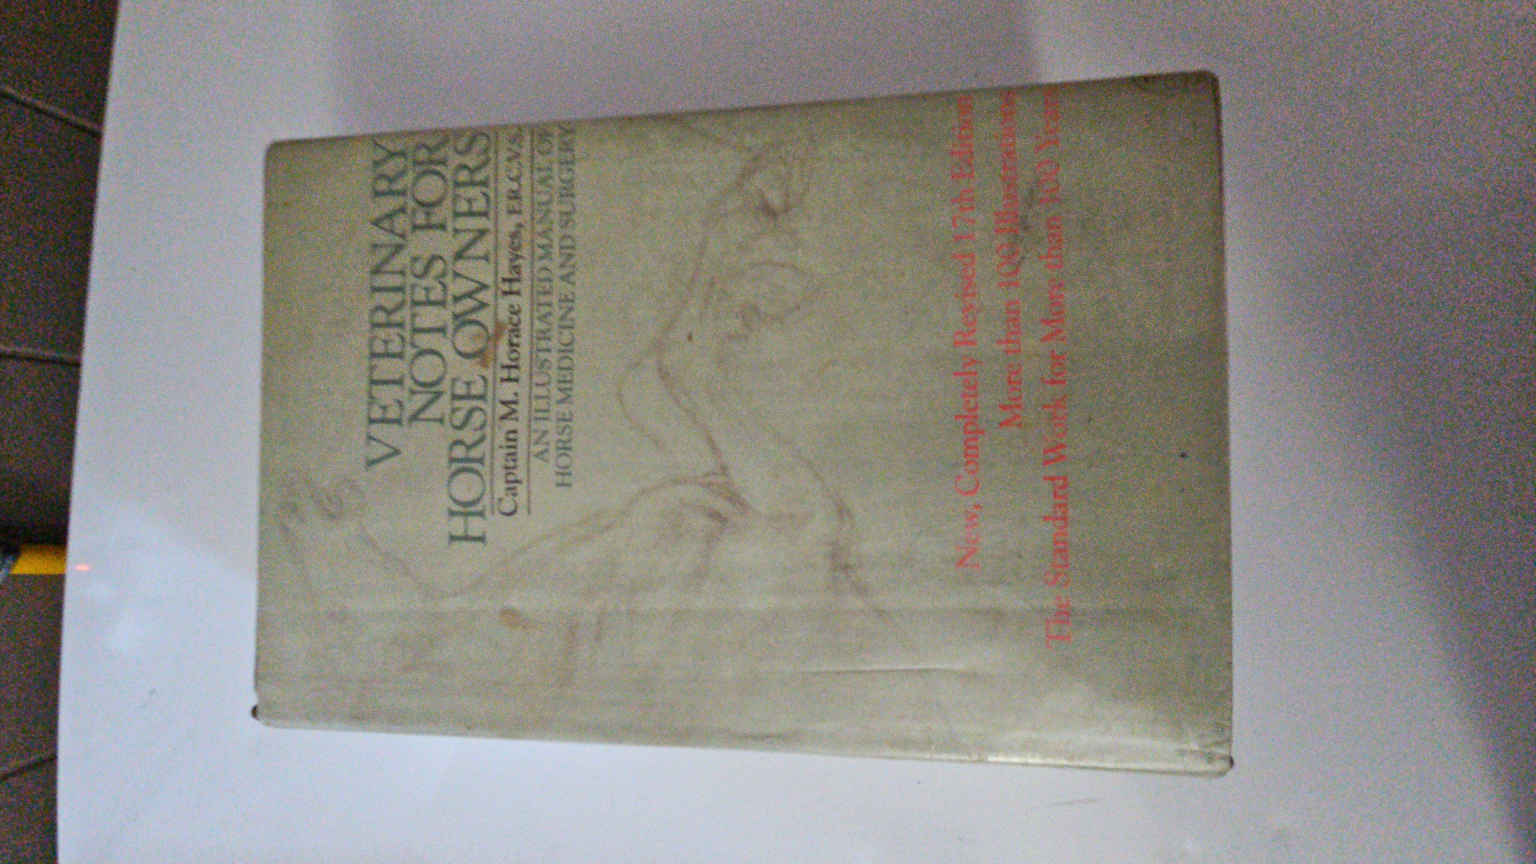 VETERINARY
NOTES FOR
HORSE OWNERS
Captain M. Horace Hayes, F.R.C.V.S.
AN ILLUSTRATED MANUAL OF
HORSE MEDICINE AND SURGERY
New, Completely Revised 17th Edition
More than 100 Illustrations
The Standard Work for More than 100 Years